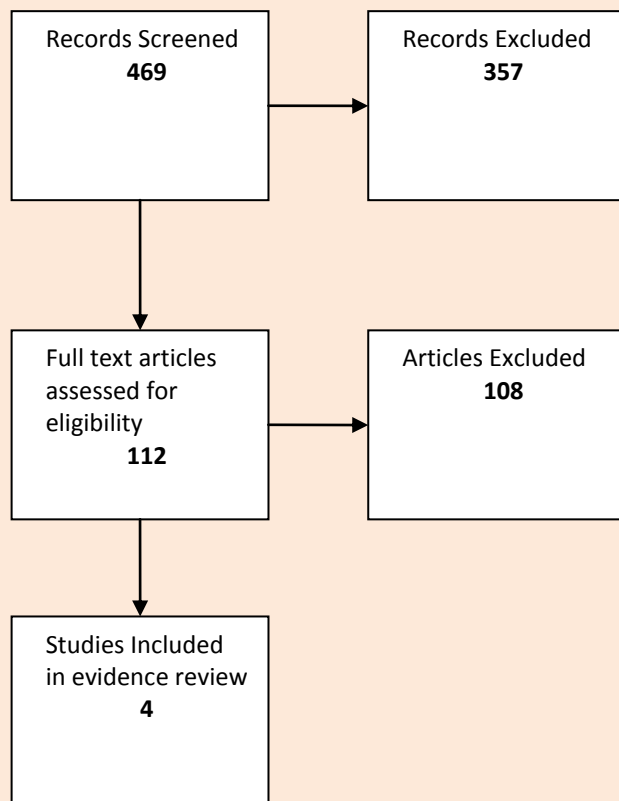 Records Screened
469
Records Excluded
357
Full text articles
assessed for
eligibility
112
Articles Excluded
108
Studies Included
in evidence review
4